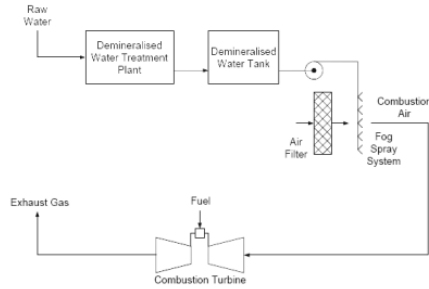 Raw
Water
Demineralised
Water Treatment
Plant
Demineralised
Water Tank
Air
Filter
Combustion
Air
Fog
Spray
System
Exhaust Gas
Fuel
Combustion Turbine